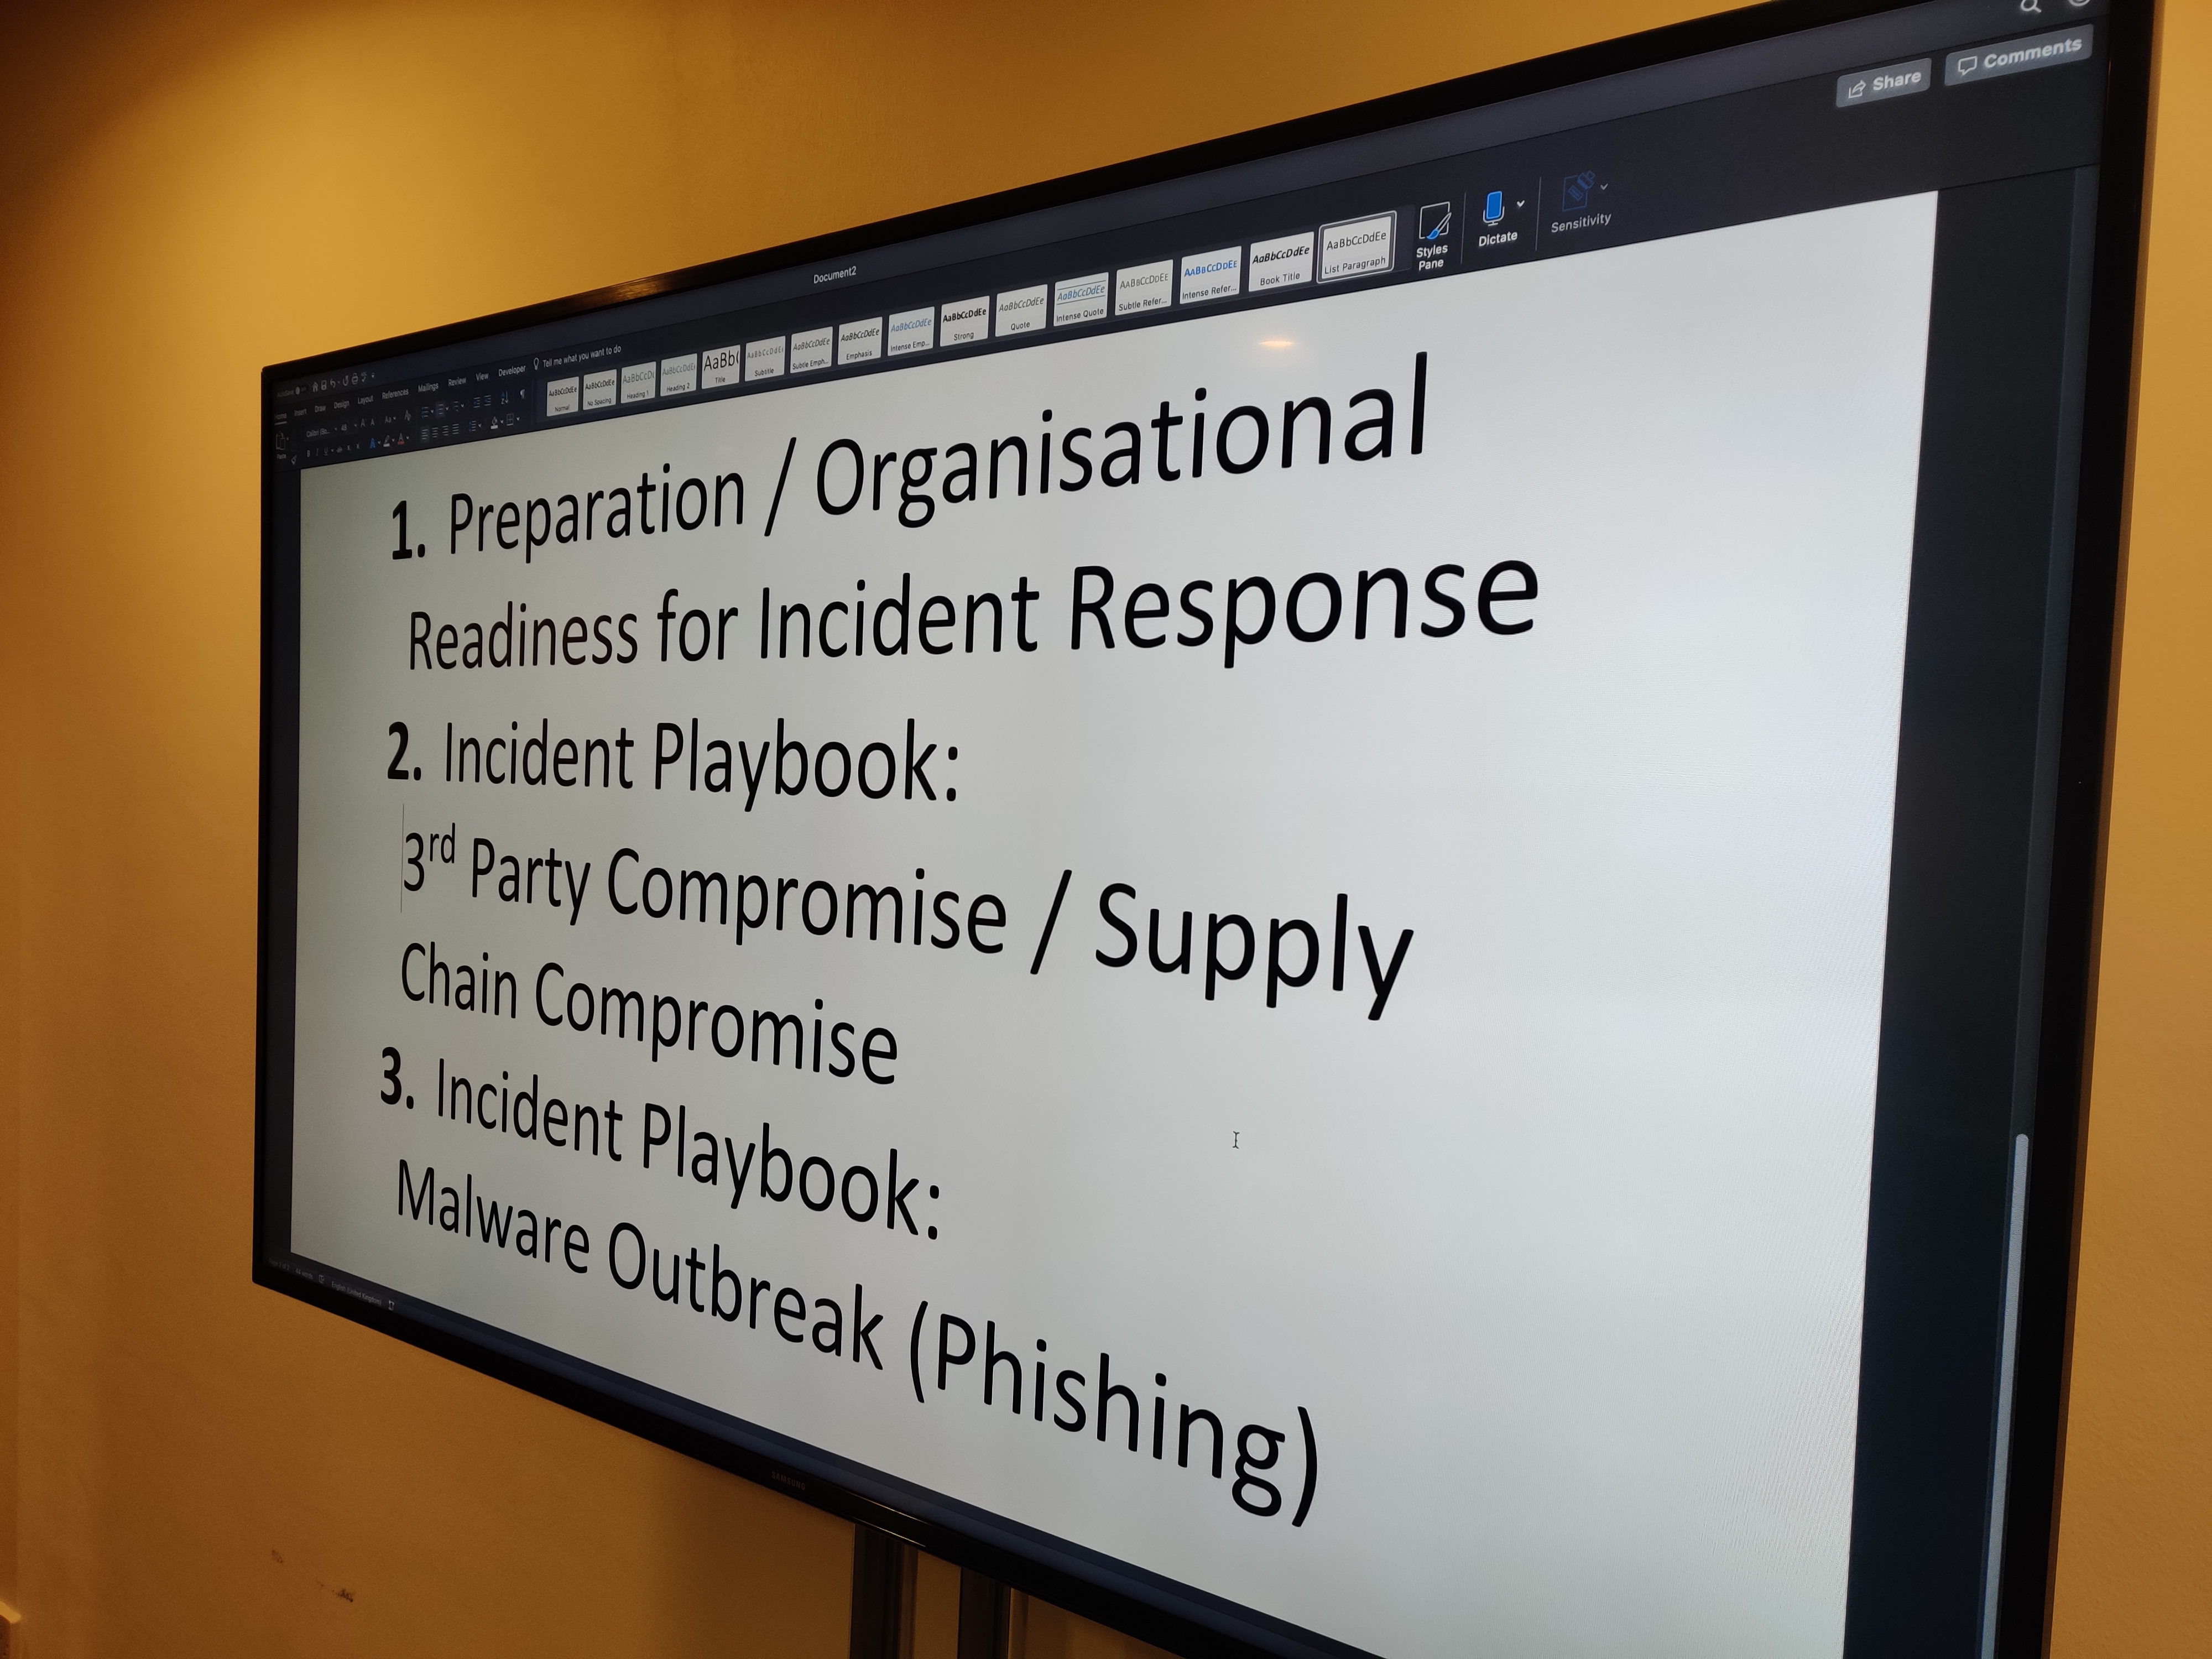 Share
Comments
Document2
Tell me what you want to do
Home Insert Draw Design Layout References Mailings Review View Developer
AaBbCcDdEe AaBbCcDdEe AaBbCcDc AaBbCcDdEe AaBb( AaBbCcDdEe AaBbCcDdEe AaBbCcDdEe AaBbCcDdEe AaBbCcDdEe AaBbCcDdEe AaBbCcDdEe AaBbCcDdEe AaBbCcDdEe AaBbCcDdEe AaBbCcDdEe
Normal No Spacing Heading 1 Heading 2 Title Subtitle Subtle Emph... Emphasis Intense Emp... Strong Quote Intense Quote Subtle Refer... Intense Refer... Book Title List Paragraph
Styles Pane
Dictate
Sensitivity
1. Preparation / Organisational
Readiness for Incident Response
2. Incident Playbook:
3rd Party Compromise / Supply
Chain Compromise
3. Incident Playbook:
Malware Outbreak (Phishing)
English (United Kingdom)
SAMSUNG